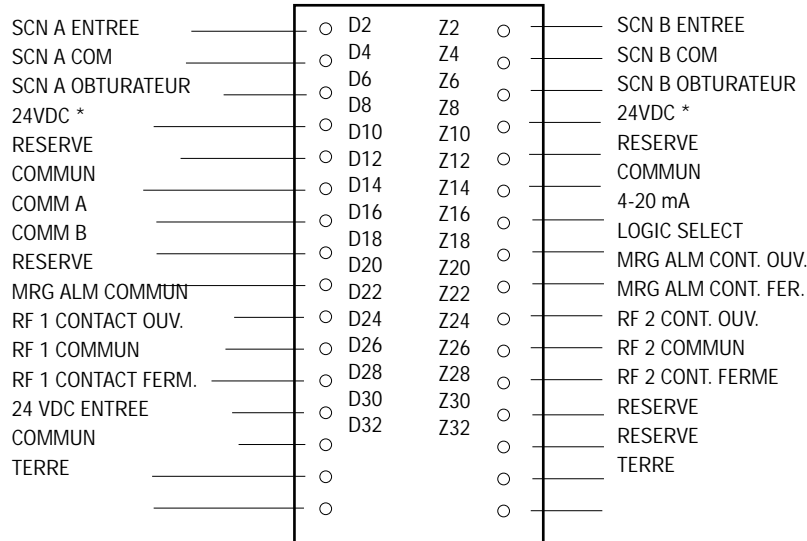 SCN A ENTREE D2 Z2 SCN B ENTREE
SCN A COM D4 Z4 SCN B COM
SCN A OBTURATEUR D6 Z6 SCN B OBTURATEUR
24VDC * D8 Z8 24VDC *
RESERVE D10 Z10 RESERVE
COMMUN D12 Z12 COMMUN
COMM A D14 Z14 4-20 mA
COMM B D16 Z16 LOGIC SELECT
RESERVE D18 Z18 MRG ALM CONT. OUV.
MRG ALM COMMUN D20 Z20 MRG ALM CONT. FER.
RF 1 CONTACT OUV. D22 Z22 RF 2 CONT. OUV.
RF 1 COMMUN D24 Z24 RF 2 COMMUN
RF 1 CONTACT FERM. D26 Z26 RF 2 CONT. FERME
24 VDC ENTREE D28 Z28 RESERVE
COMMUN D30 Z30 RESERVE
TERRE D32 Z32 TERRE